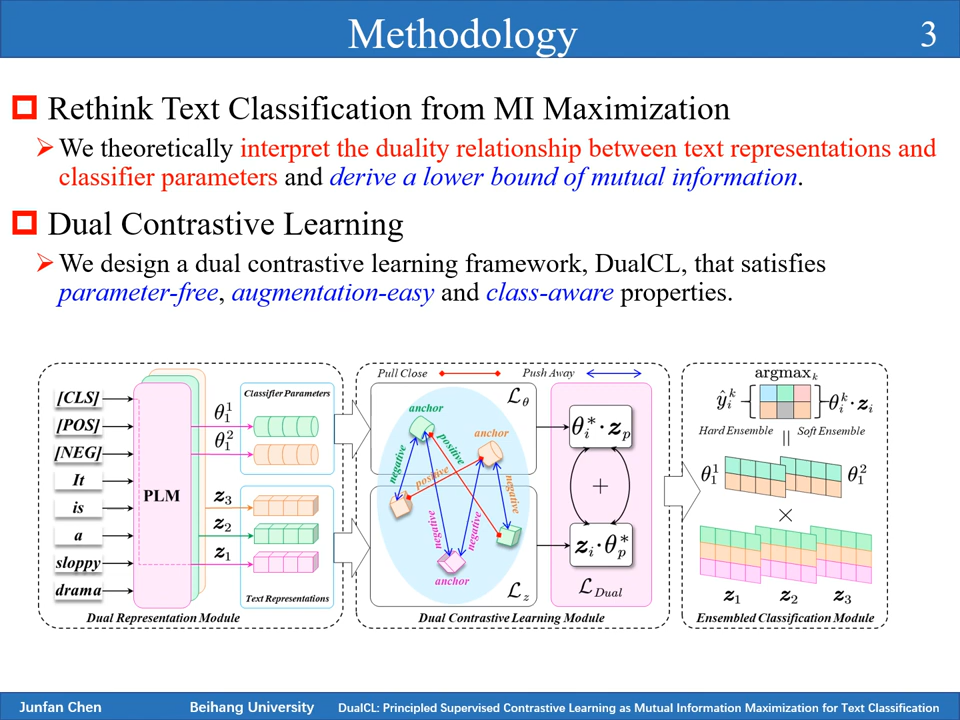 Methodology
3
Rethink Text Classification from MI Maximization
We theoretically interpret the duality relationship between text representations and
classifier parameters and derive a lower bound of mutual information.
Dual Contrastive Learning
We design a dual contrastive learning framework, DualCL, that satisfies
parameter-free, augmentation-easy and class-aware properties.
[CLS]
[POS]
[NEG]
It
is
a
sloppy
drama
PLM
θ₁¹
θ₁²
z₃
z₂
z₁
Classifier Parameters
Text Representations
Dual Representation Module
Pull Close
Push Away
ℒ_θ
anchor
anchor
negative
positive
positive
negative
negative
negative
anchor
ℒ_z
θᵢ*·z_p
+
zᵢ·θ_p*
ℒ_Dual
Dual Contrastive Learning Module
argmaxₖ
ŷᵢᵏ
θᵢᵏ·zᵢ
Hard Ensemble || Soft Ensemble
θ₁¹
θ₁²
×
z₁ z₂ z₃
Ensembled Classification Module
Junfan Chen Beihang University DualCL: Principled Supervised Contrastive Learning as Mutual Information Maximization for Text Classification